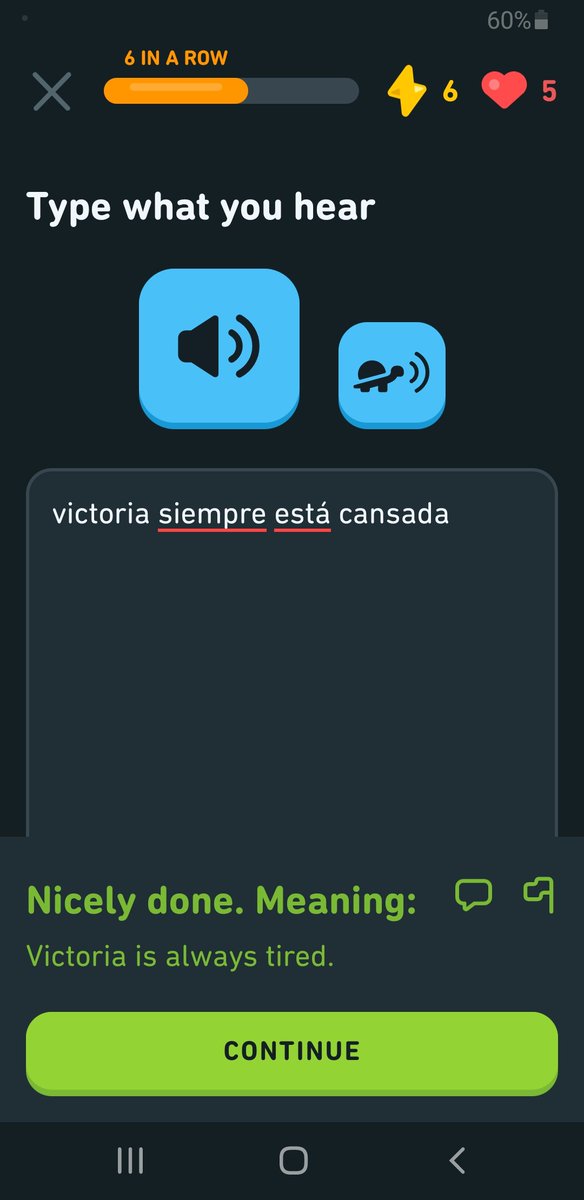 60%
6 IN A ROW
6
5
Type what you hear
victoria siempre está cansada
Nicely done. Meaning:
Victoria is always tired.
CONTINUE